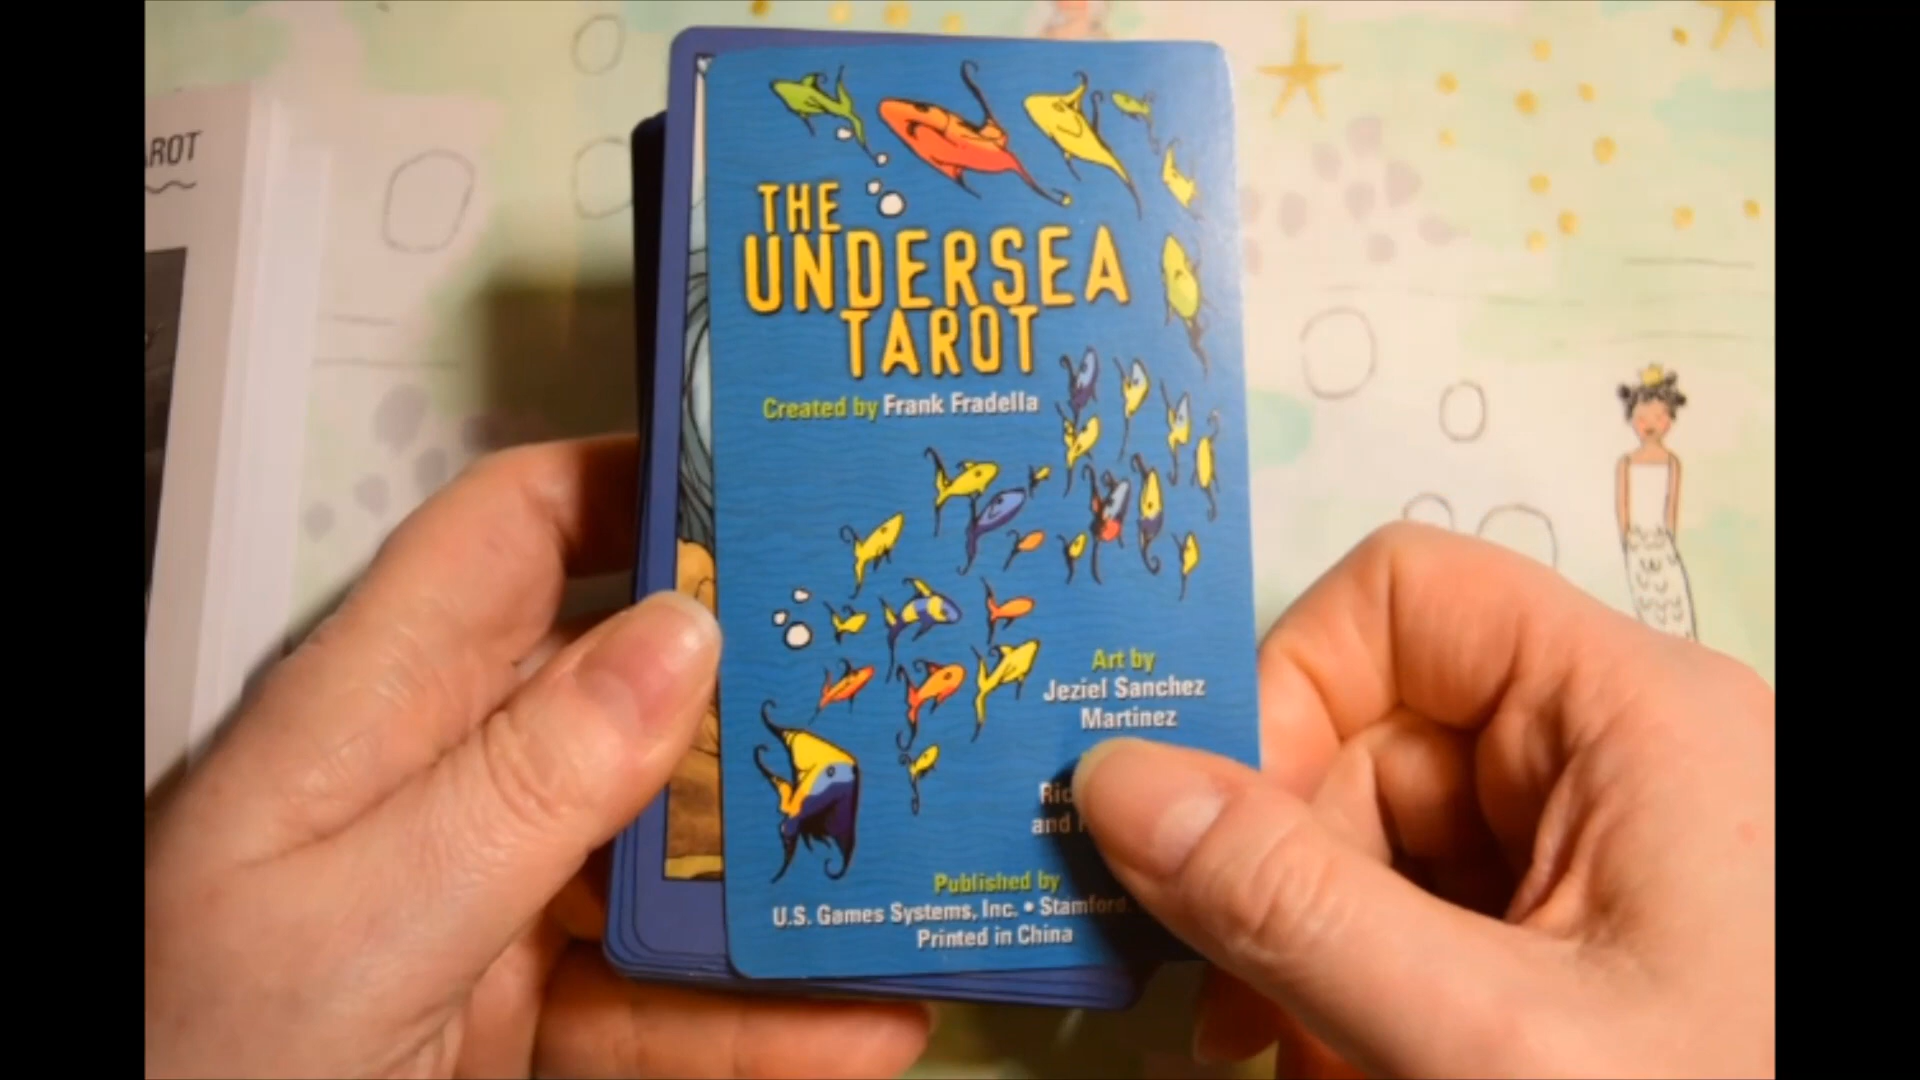 THE
UNDERSEA
TAROT
Created by Frank Fradella
Art by
Jeziel Sanchez
Martinez
and
Published by
U.S. Games Systems, Inc. • Stamford
Printed in China